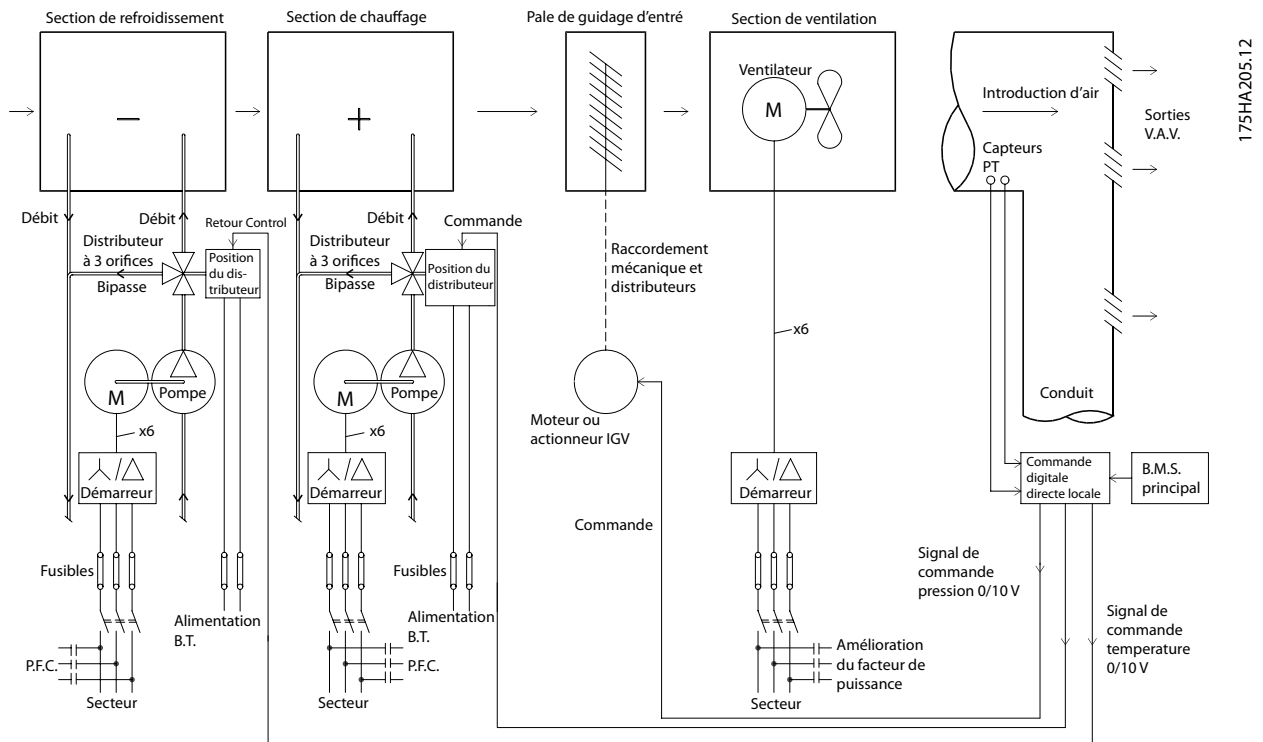 Section de refroidissement
Section de chauffage
Pale de guidage d'entré
Section de ventilation
175HA205.12
Ventilateur
M
Introduction d'air
Sorties
V.A.V.
Capteurs
PT
–
+
Débit
Débit
Retour Control
Débit
Débit
Commande
Distributeur
à 3 orifices
Bipasse
Position
du dis-
tributeur
Distributeur
à 3 orifices
Bipasse
Position du
distributeur
Raccordement
mécanique et
distributeurs
x6
M
Pompe
M
Pompe
Conduit
Moteur ou
actionneur IGV
x6
x6
Démarreur
Démarreur
Démarreur
Commande
digitale
directe locale
B.M.S.
principal
Commande
Fusibles
Fusibles
Signal de
commande
pression 0/10 V
Signal de
commande
temperature
0/10 V
Alimentation
B.T.
Alimentation
B.T.
P.F.C.
P.F.C.
Amélioration
du facteur de
puissance
Secteur
Secteur
Secteur